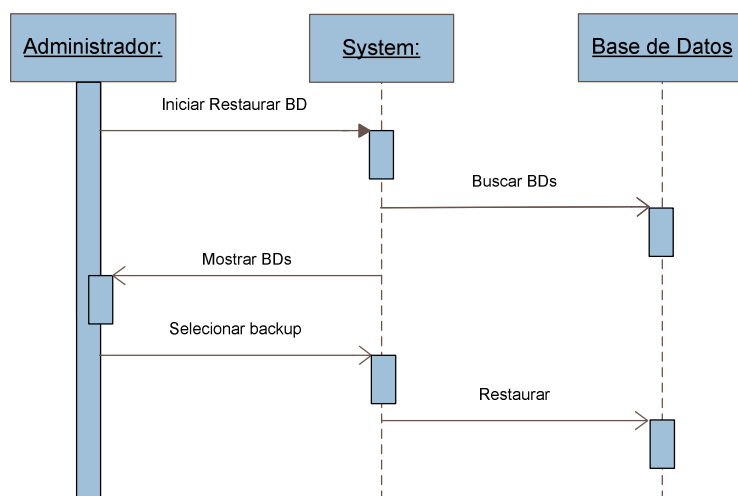 Administrador:
System:
Base de Datos
Iniciar Restaurar BD
Buscar BDs
Mostrar BDs
Selecionar backup
Restaurar